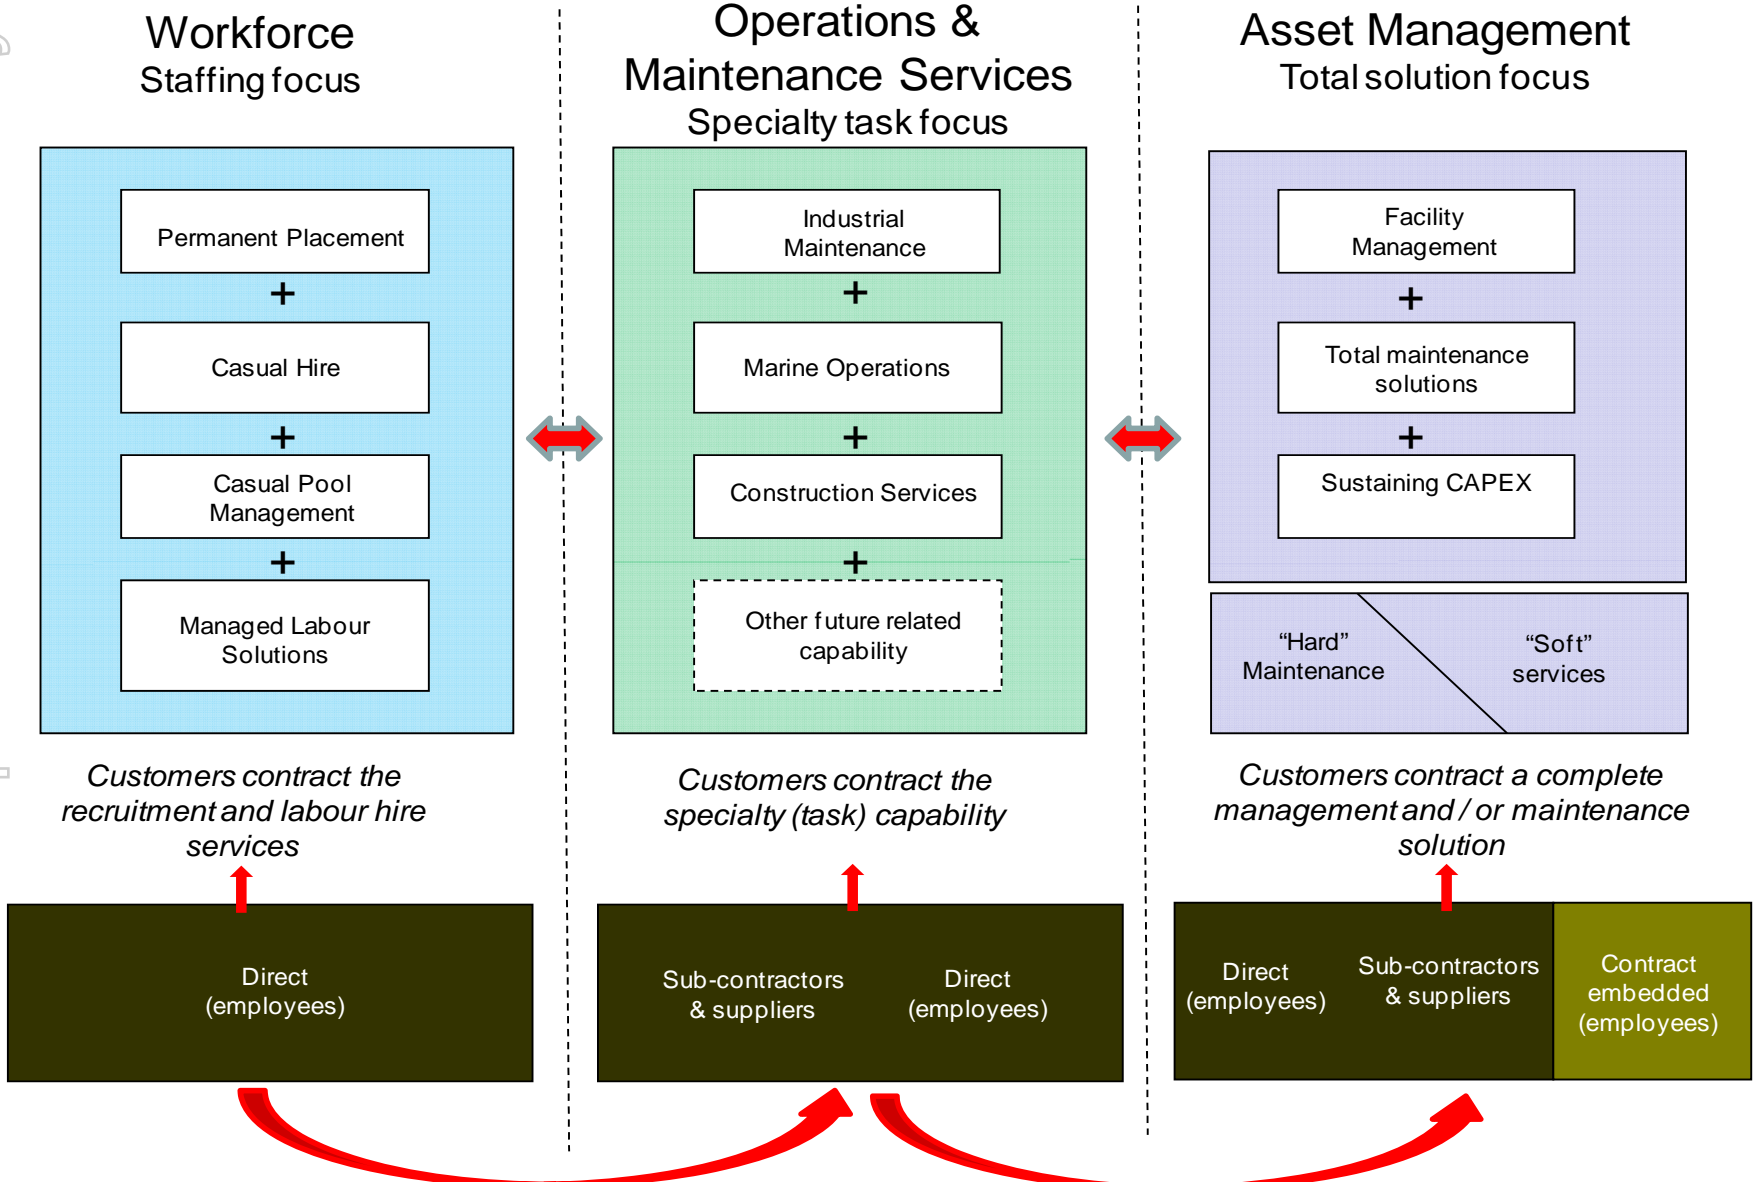 Workforce
Staffing focus
Permanent Placement
+
Casual Hire
+
Casual Pool
Management
+
Managed Labour
Solutions
Customers contract the
recruitment and labour hire
services
Direct
(employees)
Operations &
Maintenance Services
Specialty task focus
Industrial
Maintenance
+
Marine Operations
+
Construction Services
+
Other future related
capability
Customers contract the
specialty (task) capability
Sub-contractors
& suppliers
Direct
(employees)
Asset Management
Total solution focus
Facility
Management
+
Total maintenance
solutions
+
Sustaining CAPEX
“Hard”
Maintenance
“Soft”
services
Customers contract a complete
management and / or maintenance
solution
Direct
(employees)
Sub-contractors
& suppliers
Contract
embedded
(employees)